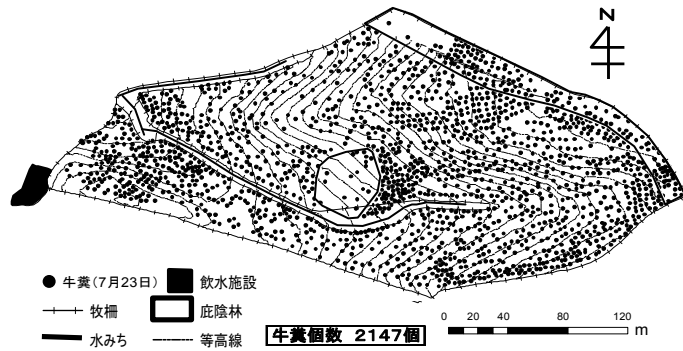 N
牛糞(7月23日) 飲水施設
牧柵 庇陰林
水みち 等高線
牛糞個数 2147個
0 20 40 80 120
m